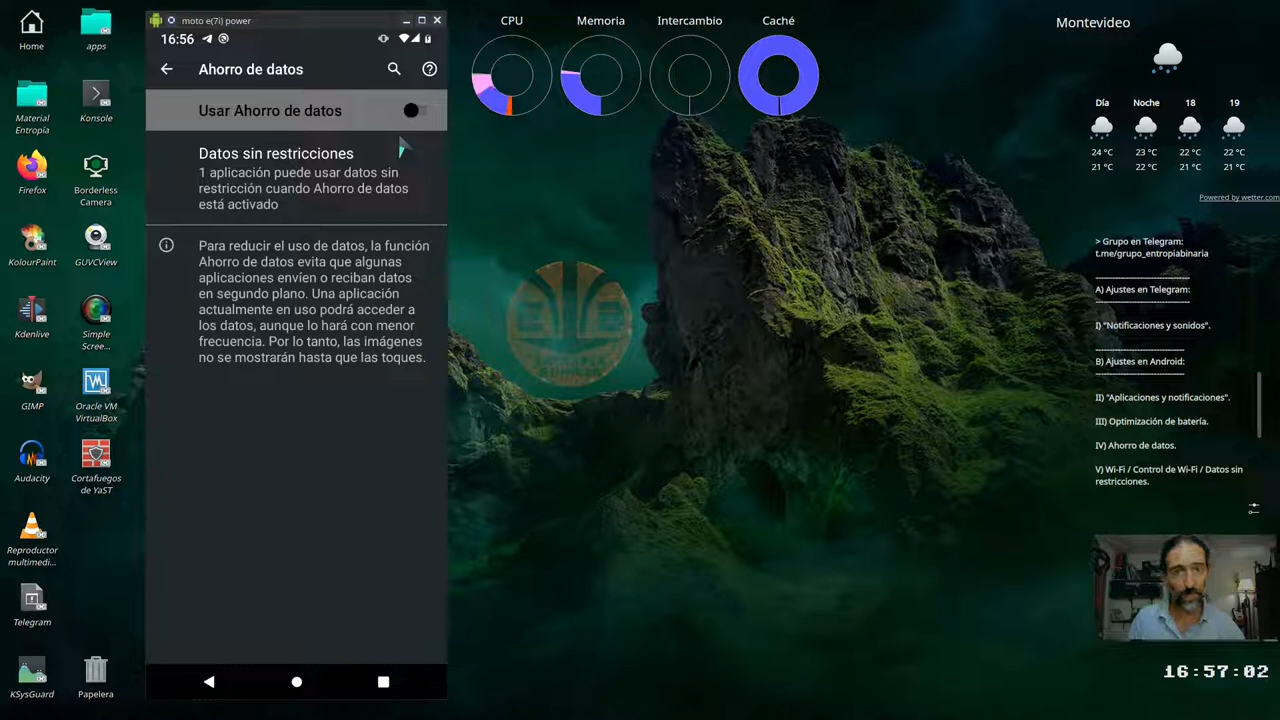 Home
apps
Material
Entropía
Konsole
Firefox
Borderless
Camera
KolourPaint
GUVCView
Kdenlive
Simple
Scree...
GIMP
Oracle VM
VirtualBox
Audacity
Cortafuegos
de YaST
Reproductor
multimedi...
Telegram
KSysGuard
Papelera
moto e(7i) power
16:56
Ahorro de datos
Usar Ahorro de datos
Datos sin restricciones
1 aplicación puede usar datos sin
restricción cuando Ahorro de datos
está activado
Para reducir el uso de datos, la función
Ahorro de datos evita que algunas
aplicaciones envíen o reciban datos
en segundo plano. Una aplicación
actualmente en uso podrá acceder a
los datos, aunque lo hará con menor
frecuencia. Por lo tanto, las imágenes
no se mostrarán hasta que las toques.
CPU
Memoria
Intercambio
Caché
Montevideo
Día Noche 18 19
24 °C 23 °C 22 °C 22 °C
21 °C 22 °C 21 °C 21 °C
Powered by wetter.com
> Grupo en Telegram:
t.me/grupo_entropiabinaria
A) Ajustes en Telegram:
I) "Notificaciones y sonidos".
B) Ajustes en Android:
II) "Aplicaciones y notificaciones".
III) Optimización de batería.
IV) Ahorro de datos.
V) Wi-Fi / Control de Wi-Fi / Datos sin
restricciones.
16:57:02